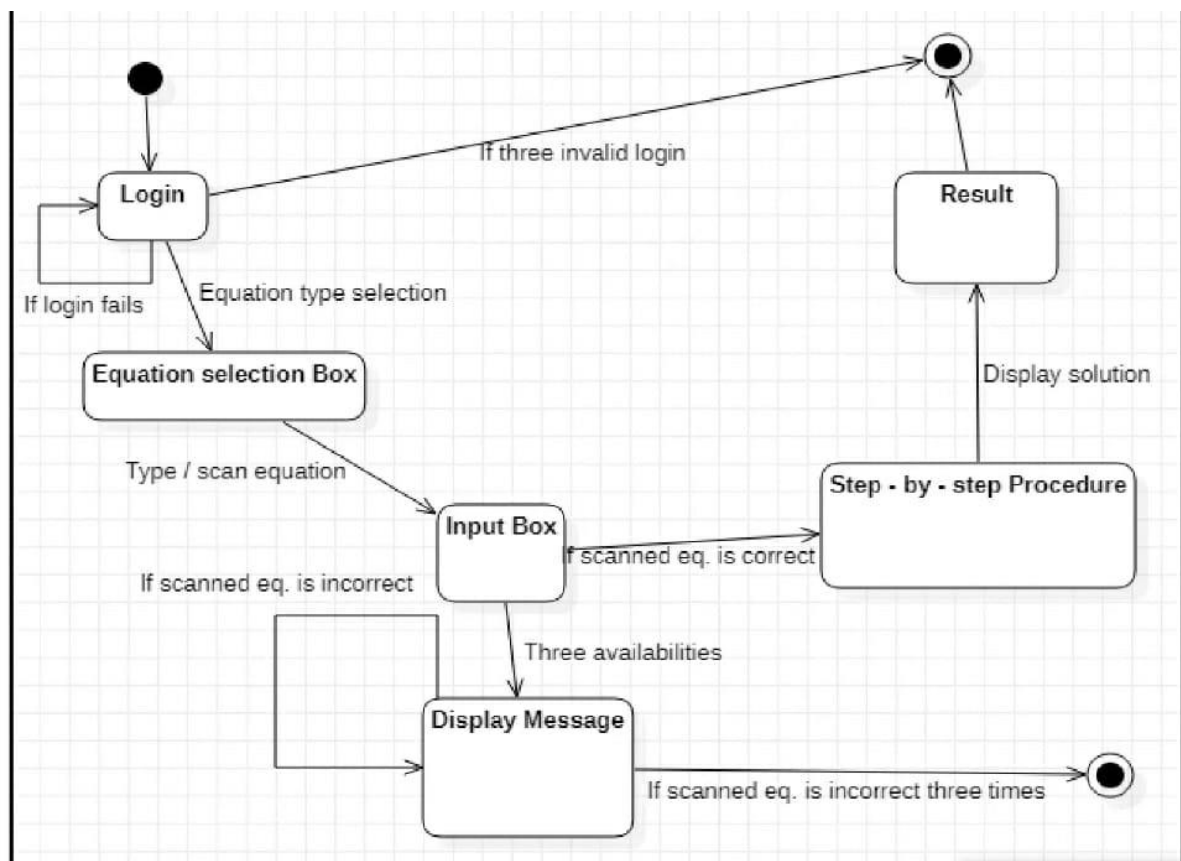 If three invalid login
Login
Result
If login fails
Equation type selection
Equation selection Box
Display solution
Type / scan equation
Step - by - step Procedure
Input Box
If scanned eq. is correct
If scanned eq. is incorrect
Three availabilities
Display Message
If scanned eq. is incorrect three times